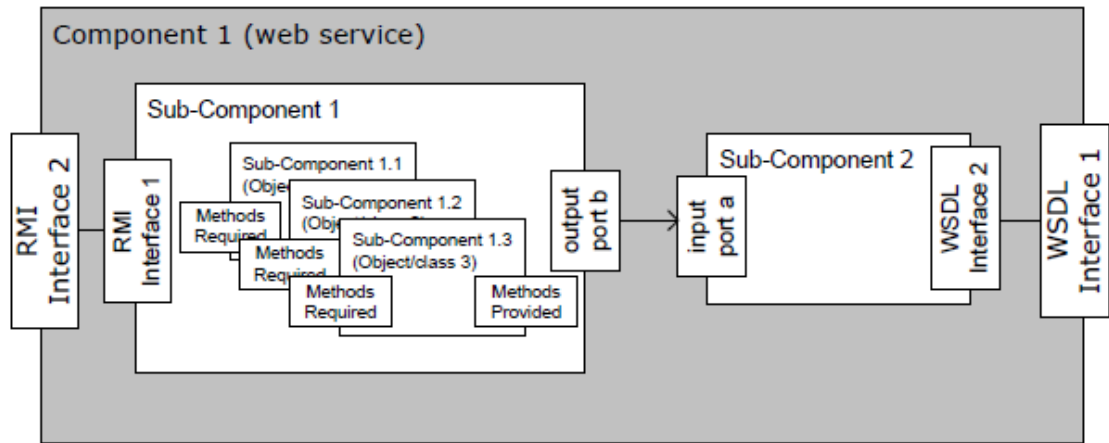 Component 1 (web service)
RMI
Interface 2
RMI
Interface 1
Sub-Component 1
Sub-Component 1.1
(Objec
Methods
Required
Sub-Component 1.2
(Obje
Methods
Required
Sub-Component 1.3
(Object/class 3)
Methods
Required
Methods
Provided
output
port b
input
port a
Sub-Component 2
WSDL
Interface 2
WSDL
Interface 1